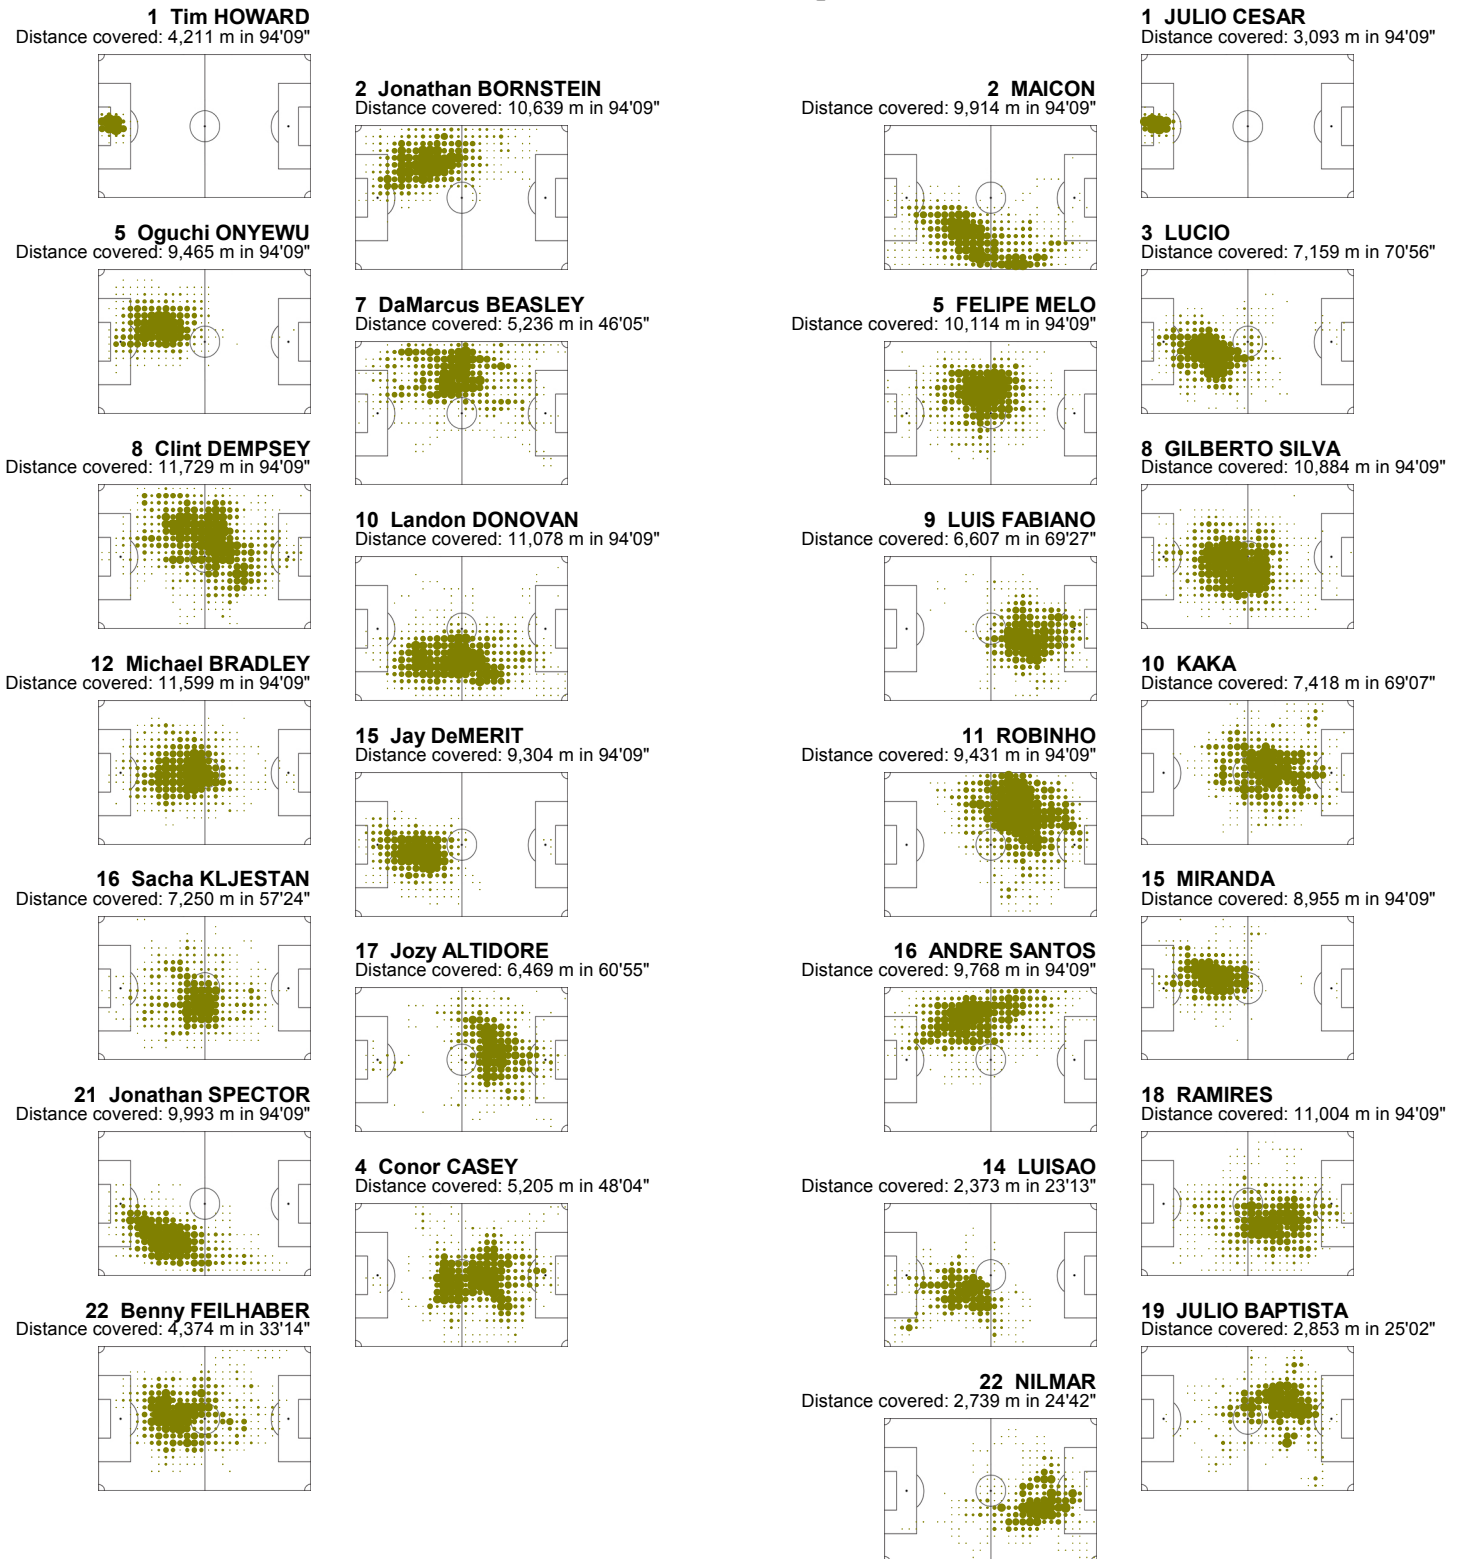 1 Tim HOWARD
Distance covered: 4,211 m in 94'09"
2 Jonathan BORNSTEIN
Distance covered: 10,639 m in 94'09"
5 Oguchi ONYEWU
Distance covered: 9,465 m in 94'09"
7 DaMarcus BEASLEY
Distance covered: 5,236 m in 46'05"
8 Clint DEMPSEY
Distance covered: 11,729 m in 94'09"
10 Landon DONOVAN
Distance covered: 11,078 m in 94'09"
12 Michael BRADLEY
Distance covered: 11,599 m in 94'09"
15 Jay DeMERIT
Distance covered: 9,304 m in 94'09"
16 Sacha KLJESTAN
Distance covered: 7,250 m in 57'24"
17 Jozy ALTIDORE
Distance covered: 6,469 m in 60'55"
21 Jonathan SPECTOR
Distance covered: 9,993 m in 94'09"
4 Conor CASEY
Distance covered: 5,205 m in 48'04"
22 Benny FEILHABER
Distance covered: 4,374 m in 33'14"
1 JULIO CESAR
Distance covered: 3,093 m in 94'09"
2 MAICON
Distance covered: 9,914 m in 94'09"
3 LUCIO
Distance covered: 7,159 m in 70'56"
5 FELIPE MELO
Distance covered: 10,114 m in 94'09"
8 GILBERTO SILVA
Distance covered: 10,884 m in 94'09"
9 LUIS FABIANO
Distance covered: 6,607 m in 69'27"
10 KAKA
Distance covered: 7,418 m in 69'07"
11 ROBINHO
Distance covered: 9,431 m in 94'09"
15 MIRANDA
Distance covered: 8,955 m in 94'09"
16 ANDRE SANTOS
Distance covered: 9,768 m in 94'09"
18 RAMIRES
Distance covered: 11,004 m in 94'09"
14 LUISAO
Distance covered: 2,373 m in 23'13"
19 JULIO BAPTISTA
Distance covered: 2,853 m in 25'02"
22 NILMAR
Distance covered: 2,739 m in 24'42"